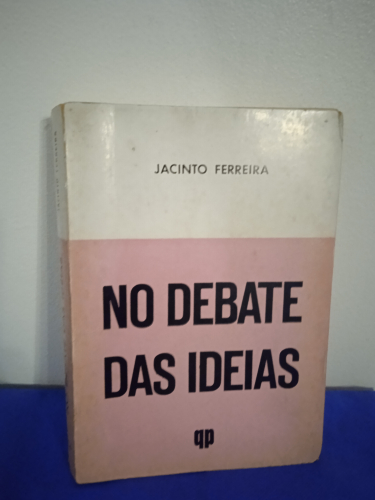 JACINTO FERREIRA
NO DEBATE
DAS IDEIAS
qp